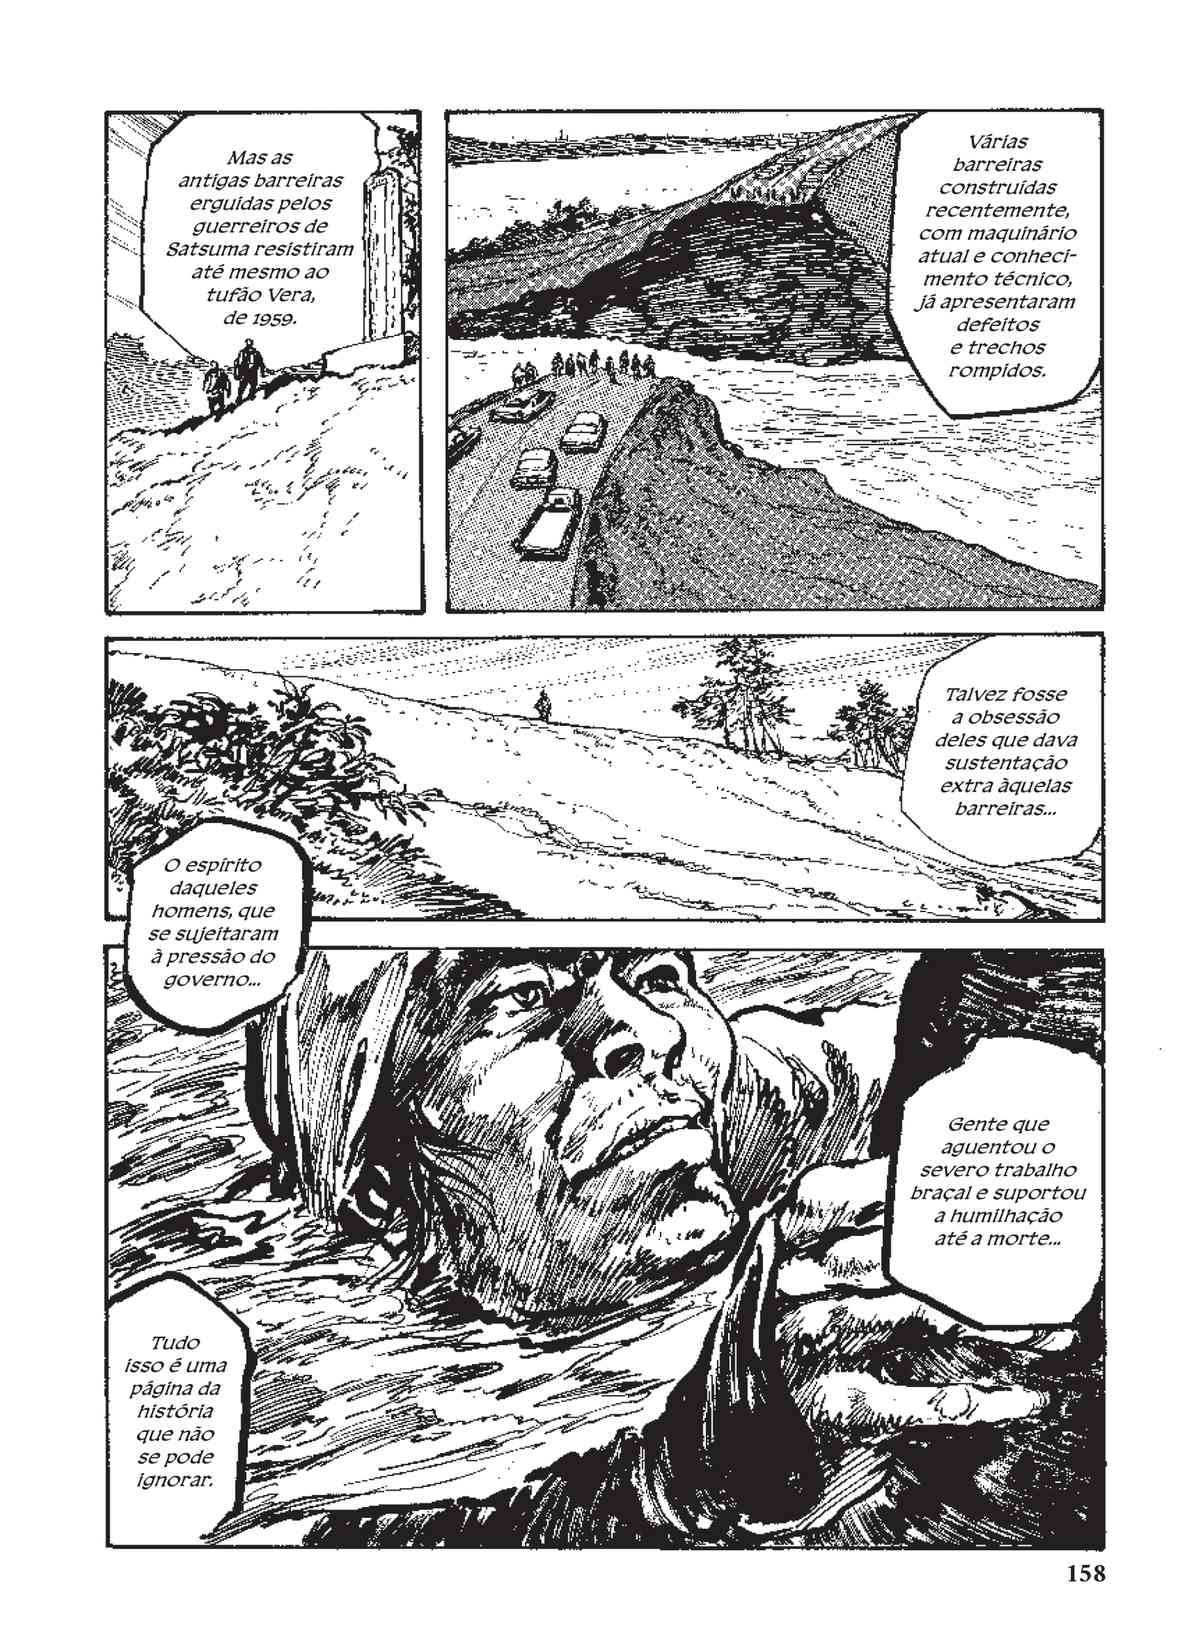 Várias
barreiras
construídas
recentemente,
com maquinário
atual e conheci-
mento técnico,
já apresentaram
defeitos
e trechos
rompidos.
Mas as
antigas barreiras
erguidas pelos
guerreiros de
Satsuma resistiram
até mesmo ao
tufão Vera,
de 1959.
Talvez fosse
a obsessão
deles que dava
sustentação
extra àquelas
barreiras...
O espírito
daqueles
homens, que
se sujeitaram
à pressão do
governo...
Gente que
aguentou o
severo trabalho
braçal e suportou
a humilhação
até a morte...
Tudo
isso é uma
página da
história
que não
se pode
ignorar.
158